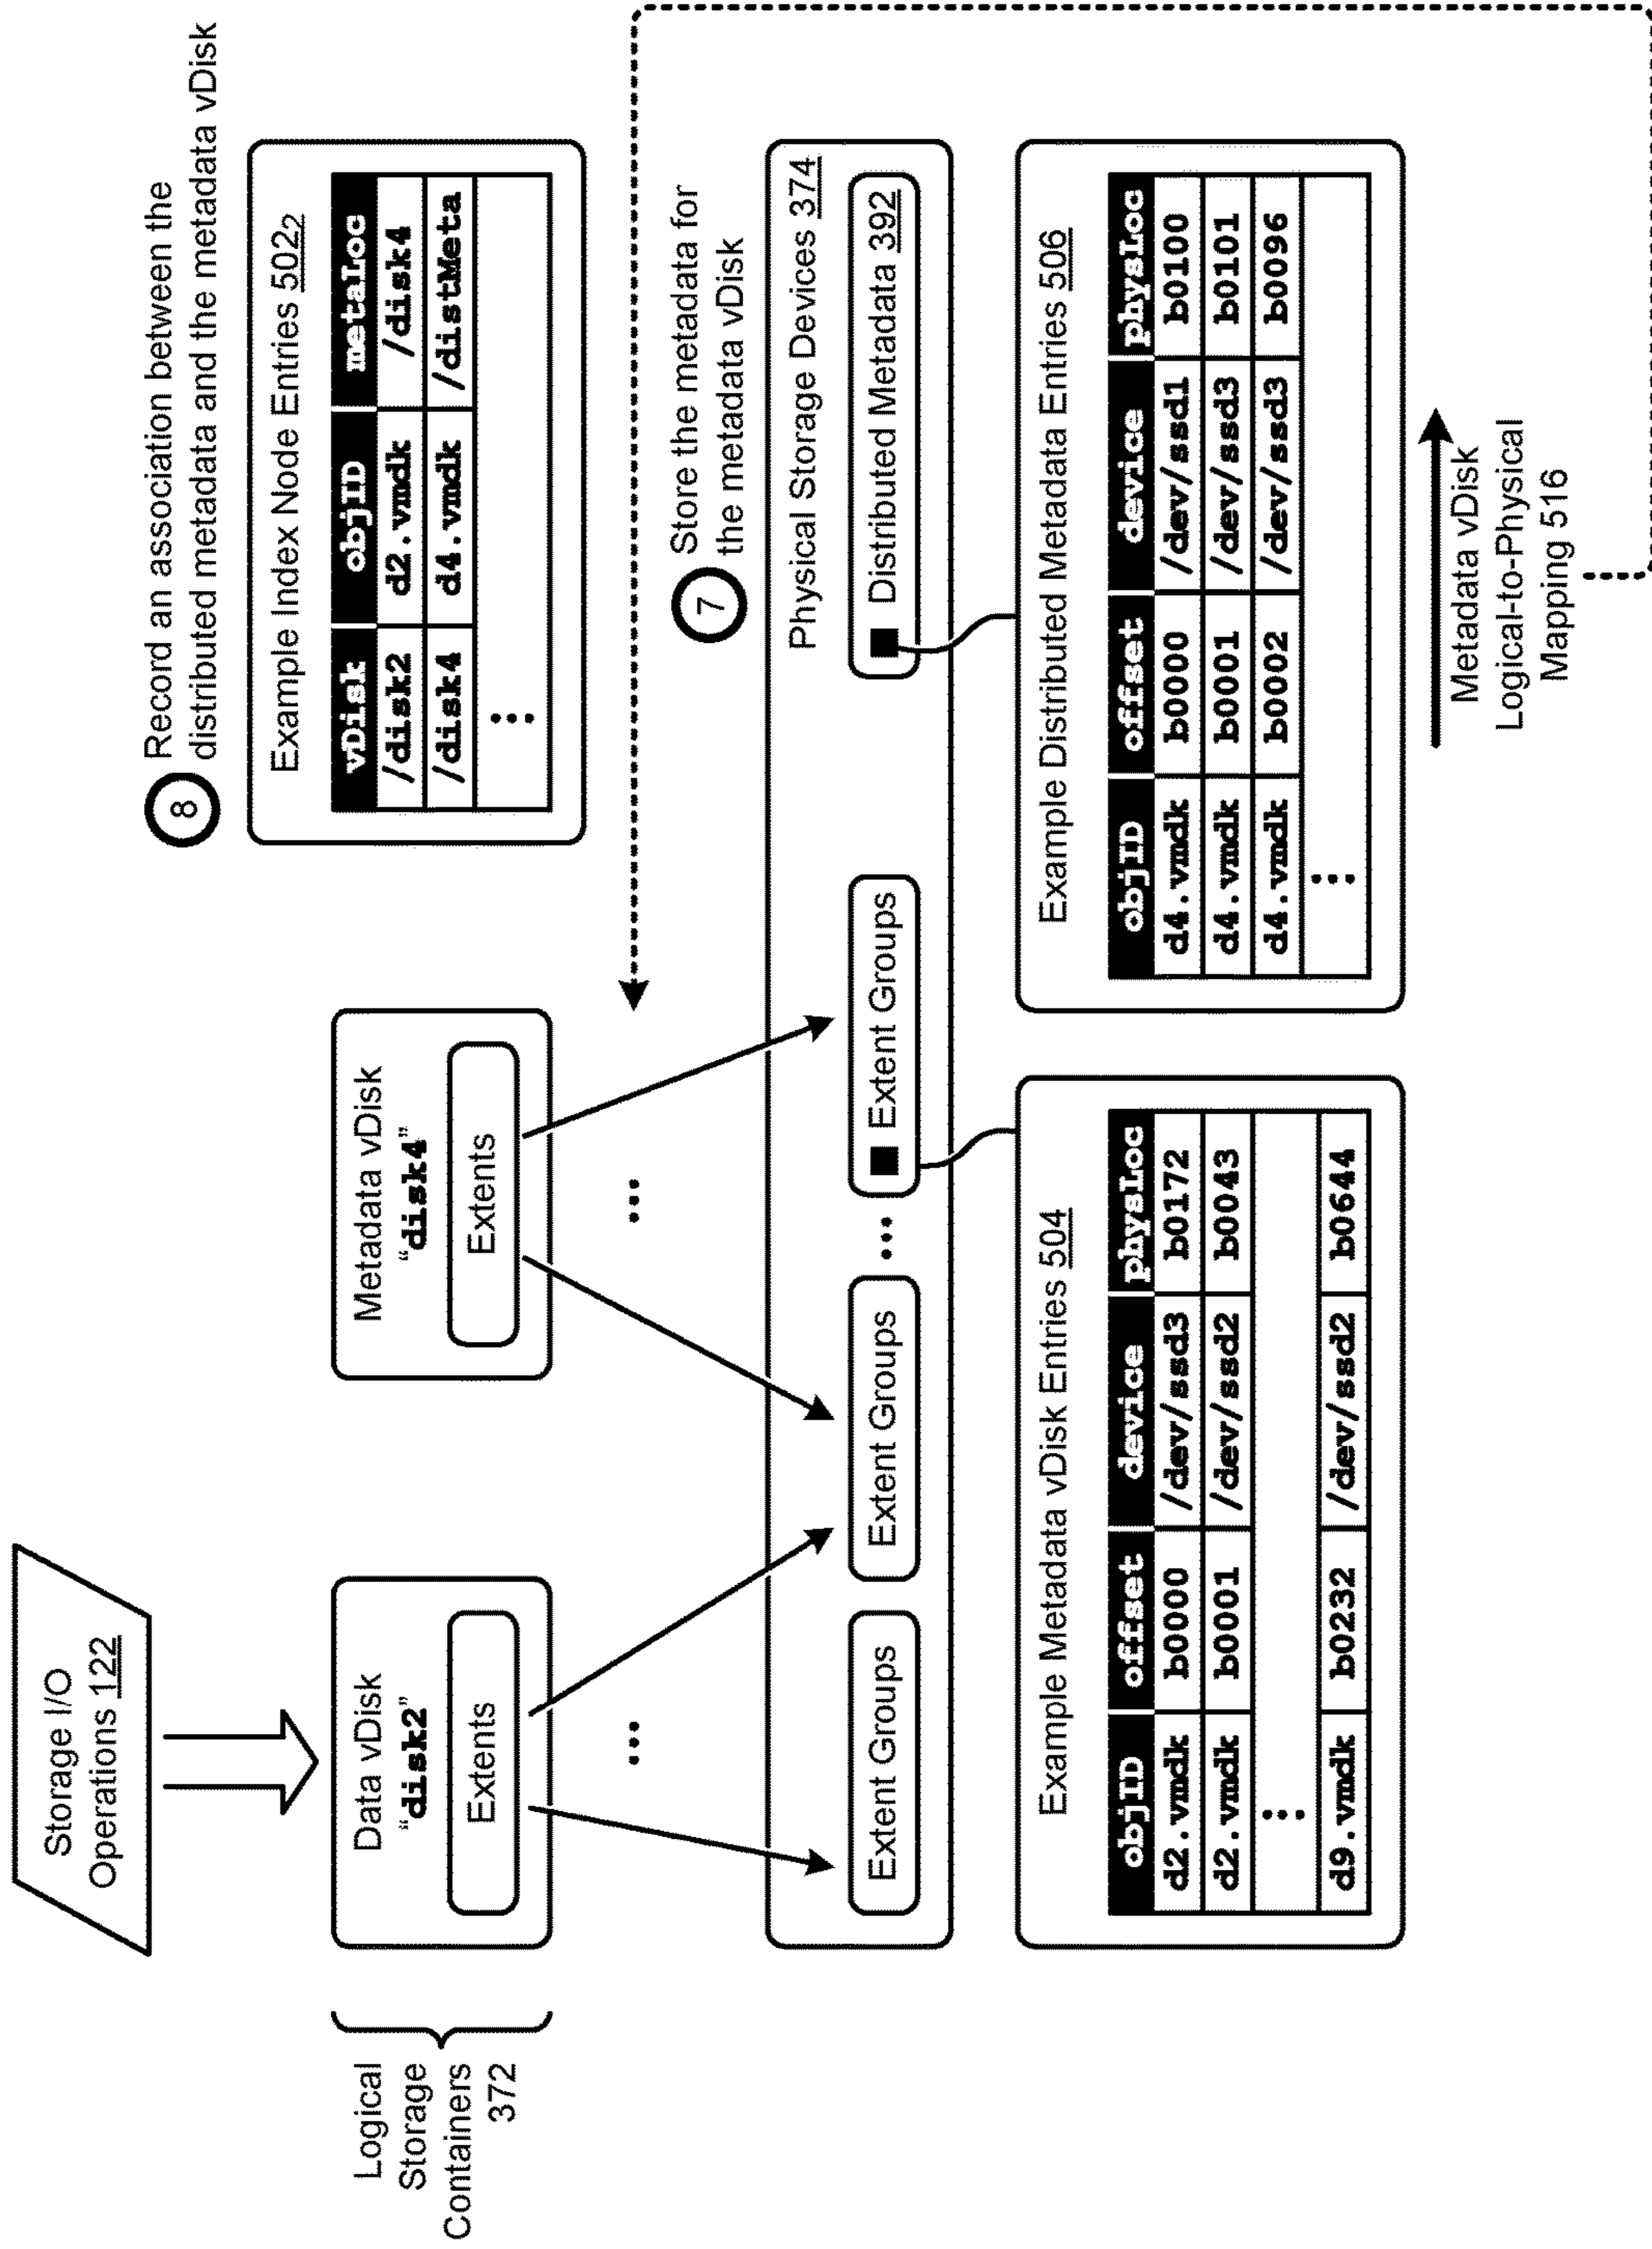 Storage I/O
Operations 122
Logical
Storage
Containers
372
Data vDisk
“disk2”
Extents
...
Metadata vDisk
“disk4”
Extents
...
8
Record an association between the
distributed metadata and the metadata vDisk
Example Index Node Entries 502₂
vDisk objID metaLoc
/disk2 d2.vmdk /disk4
/disk4 d4.vmdk /distMeta
⋮
7
Store the metadata for
the metadata vDisk
Physical Storage Devices 374
Extent Groups
Extent Groups
...
Extent Groups
Distributed Metadata 392
Example Metadata vDisk Entries 504
objID offset device physLoc
d2.vmdk b0000 /dev/ssd3 b0172
d2.vmdk b0001 /dev/ssd2 b0043
⋮
d9.vmdk b0232 /dev/ssd2 b0644
Example Distributed Metadata Entries 506
objID offset device physLoc
d4.vmdk b0000 /dev/ssd1 b0100
d4.vmdk b0001 /dev/ssd3 b0101
d4.vmdk b0002 /dev/ssd3 b0096
⋮
Metadata vDisk
Logical-to-Physical
Mapping 516